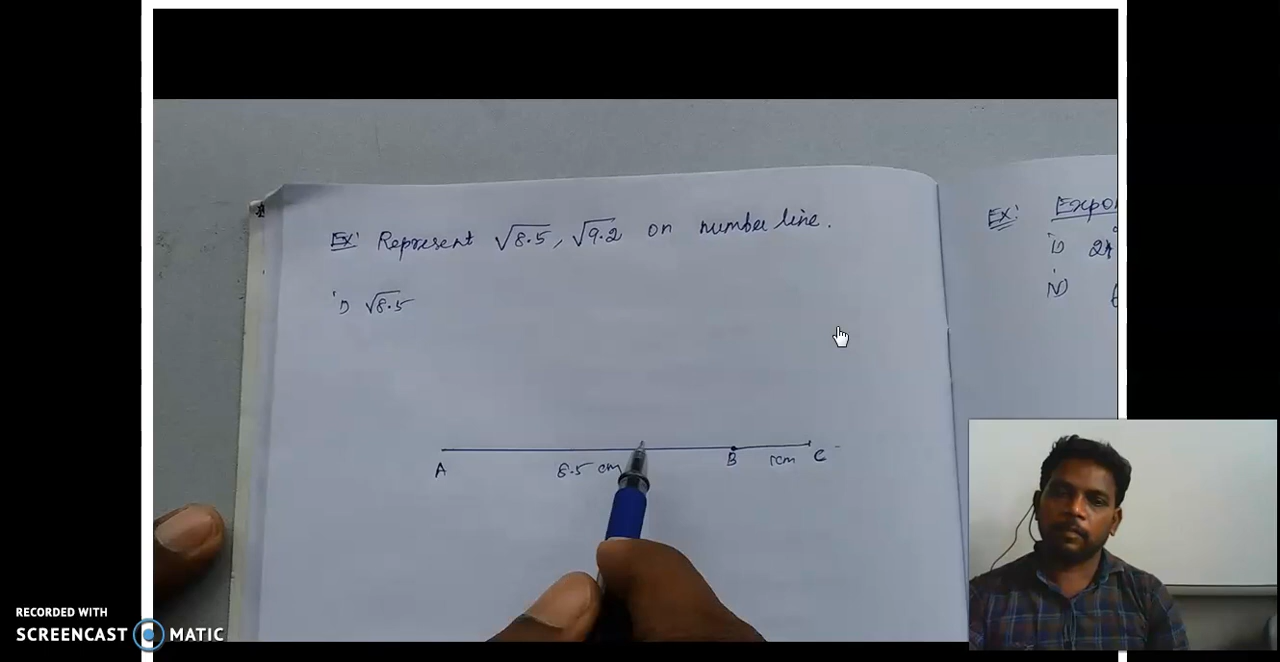 Ex: Represent √8.5, √9.2 on number line.
i) √8.5
A 8.5 cm B 1cm C
Ex:
i)
RECORDED WITH
SCREENCAST MATIC